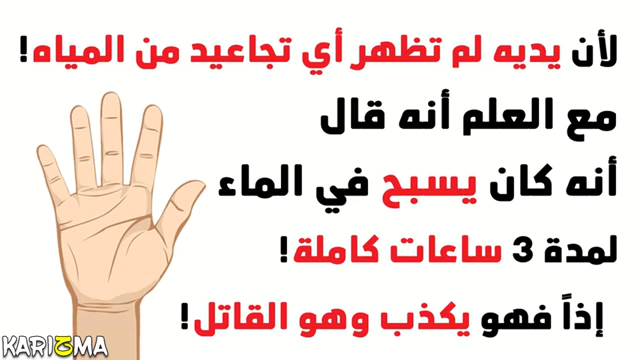 لأن يديه لم تظهر أي تجاعيد من المياه!
مع العلم أنه قال
أنه كان يسبح في الماء
لمدة 3 ساعات كاملة!
إذاً فهو يكذب وهو القاتل!
KARIZMA